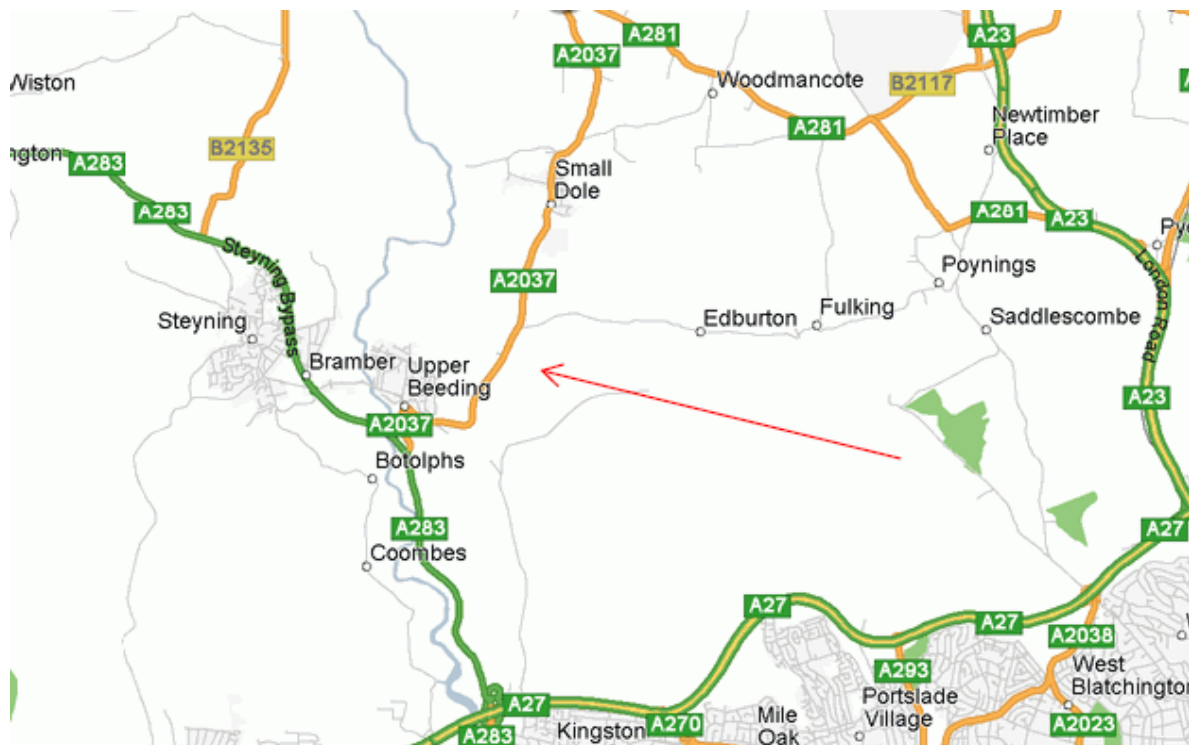 A23
A281
A2037
Woodmancote
B2117
Wiston
Newtimber
Place
A281
B2135
ngton
A283
Small
Dole
A283
A281
A23
Steyning Bypass
Poynings
London Road
A2037
Steyning
Edburton
Fulking
Saddlescombe
Bramber
Upper
Beeding
A23
A2037
Botolphs
A283
A27
Coombes
A27
A27
A2038
A293
West
Blatchington
Portslade
Village
A27
Kingston
A270
Mile
Oak
A2023
A283